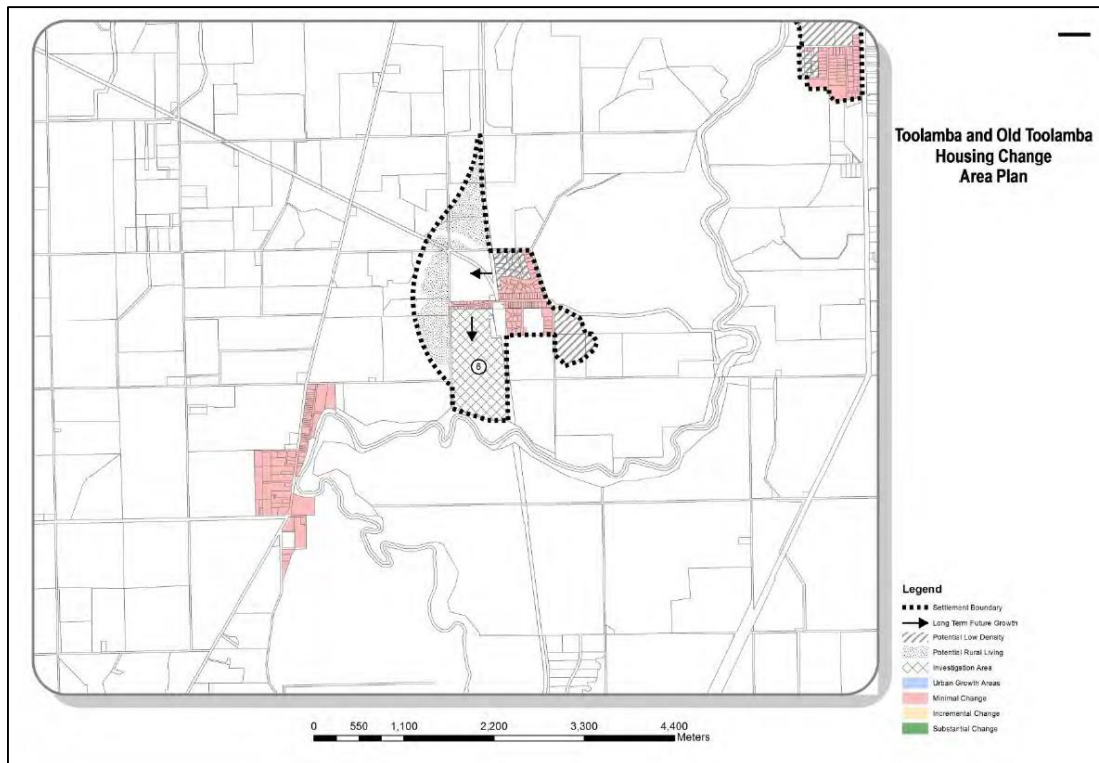 Toolamba and Old Toolamba
Housing Change
Area Plan
6
Legend
Settlement Boundary
Long Term Future Growth
Potential Low Density
Potential Rural Living
Investigation Area
Urban Growth Areas
Minimal Change
Incremental Change
Substantial Change
0 550 1,100 2,200 3,300 4,400
Meters